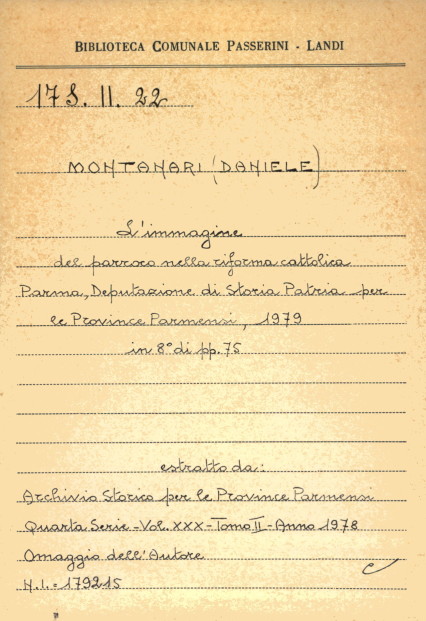 BIBLIOTECA COMUNALE PASSERINI - LANDI
17S. II. 22
MONTANARI (DANIELE)
L'immagine
del parroco nella riforma cattolica
Parma, Deputazione di Storia Patria per
le Province Parmensi, 1979
in 8° di pp. 75
estratto da:
Archivio Storico per le Province Parmensi
Quarta Serie - Vol. XXX - Tomo II - Anno 1978
Omaggio dell'Autore
N.I. = 179215